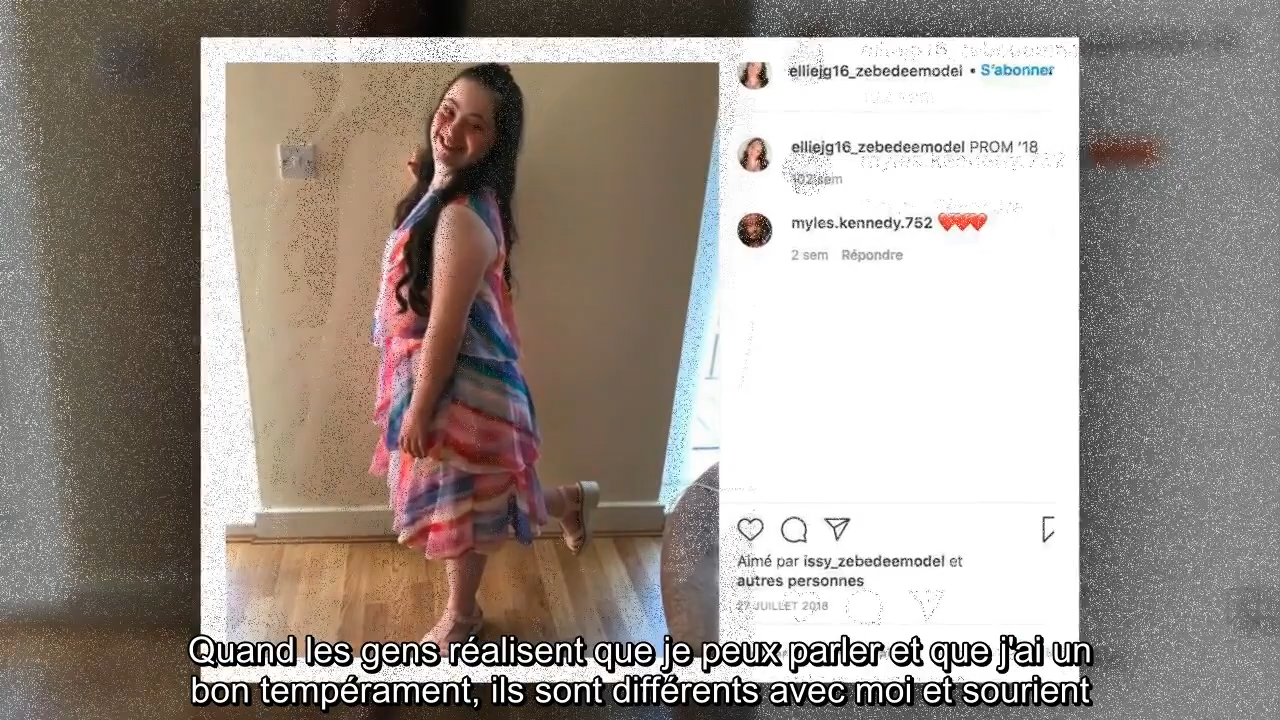 elliejg16_zebedeemodel • S'abonner
elliejg16_zebedeemodel PROM '18
102 sem
myles.kennedy.752 ❤️❤️❤️
2 sem Répondre
Aimé par issy_zebedeemodel et
autres personnes
27 JUILLET 2018
Quand les gens réalisent que je peux parler et que j'ai un
bon tempérament, ils sont différents avec moi et sourient